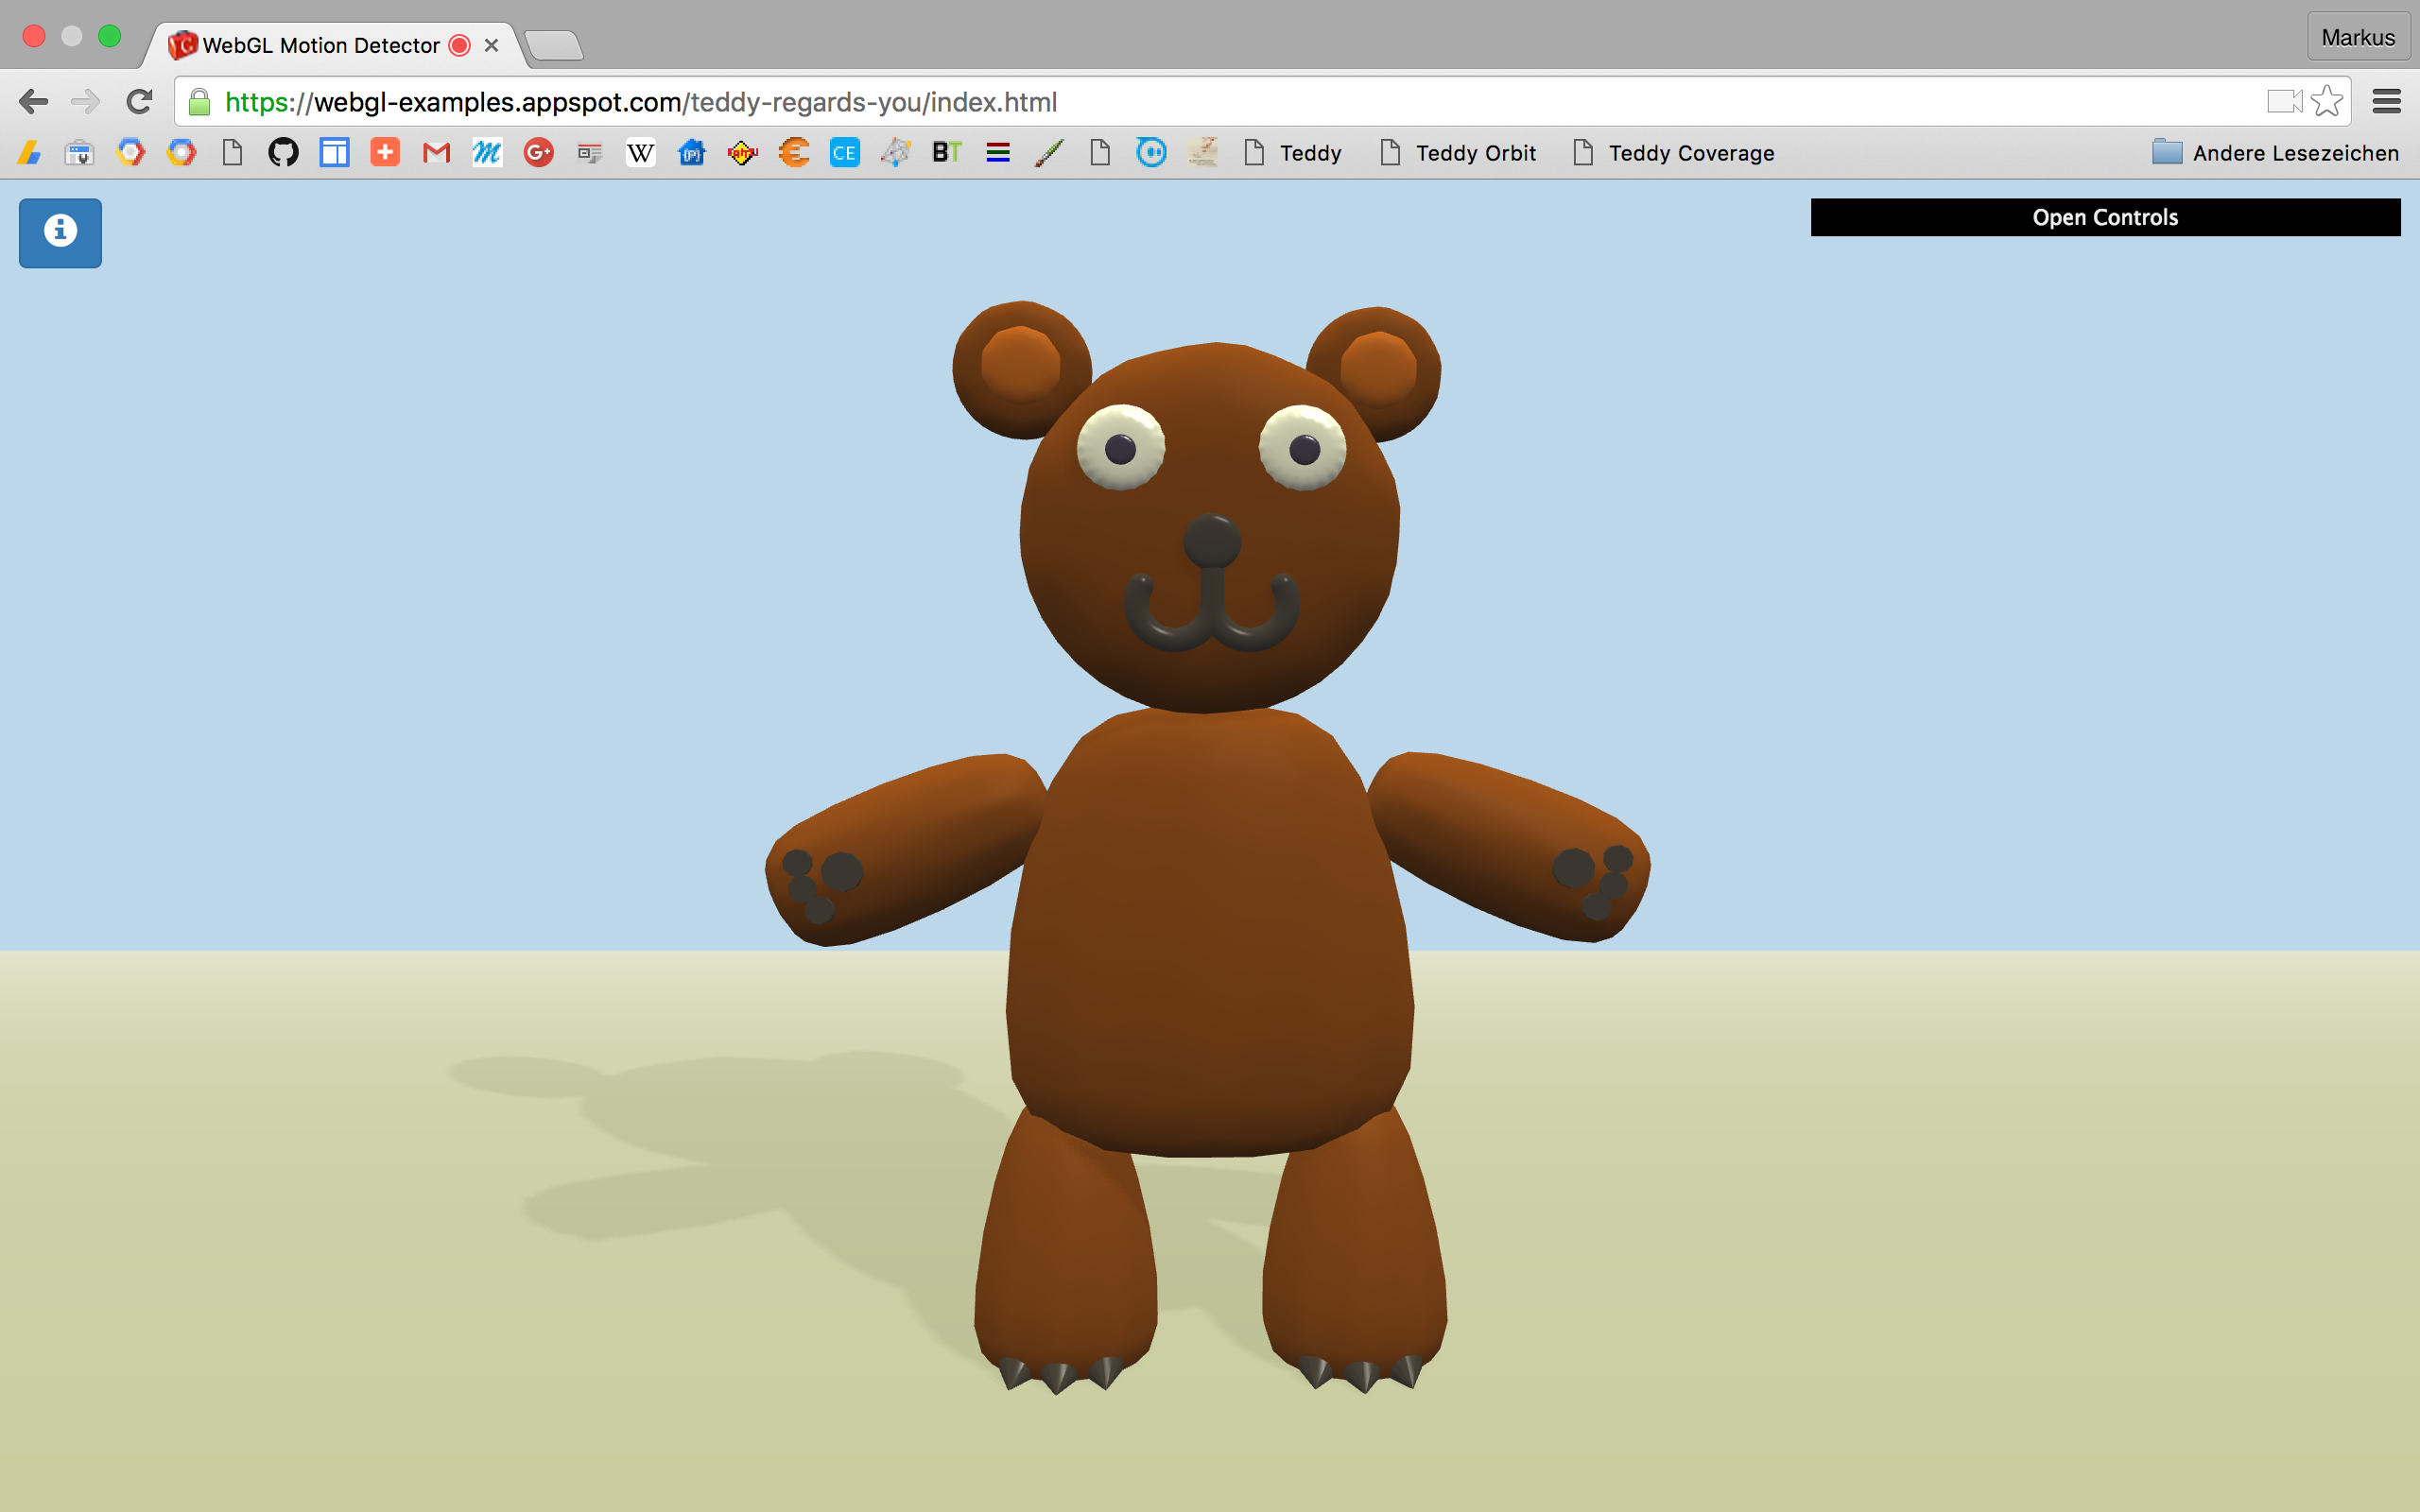 WebGL Motion Detector
Markus
https://webgl-examples.appspot.com/teddy-regards-you/index.html
G+
W
{P}
CE
BT
Teddy
Teddy Orbit
Teddy Coverage
Andere Lesezeichen
Open Controls